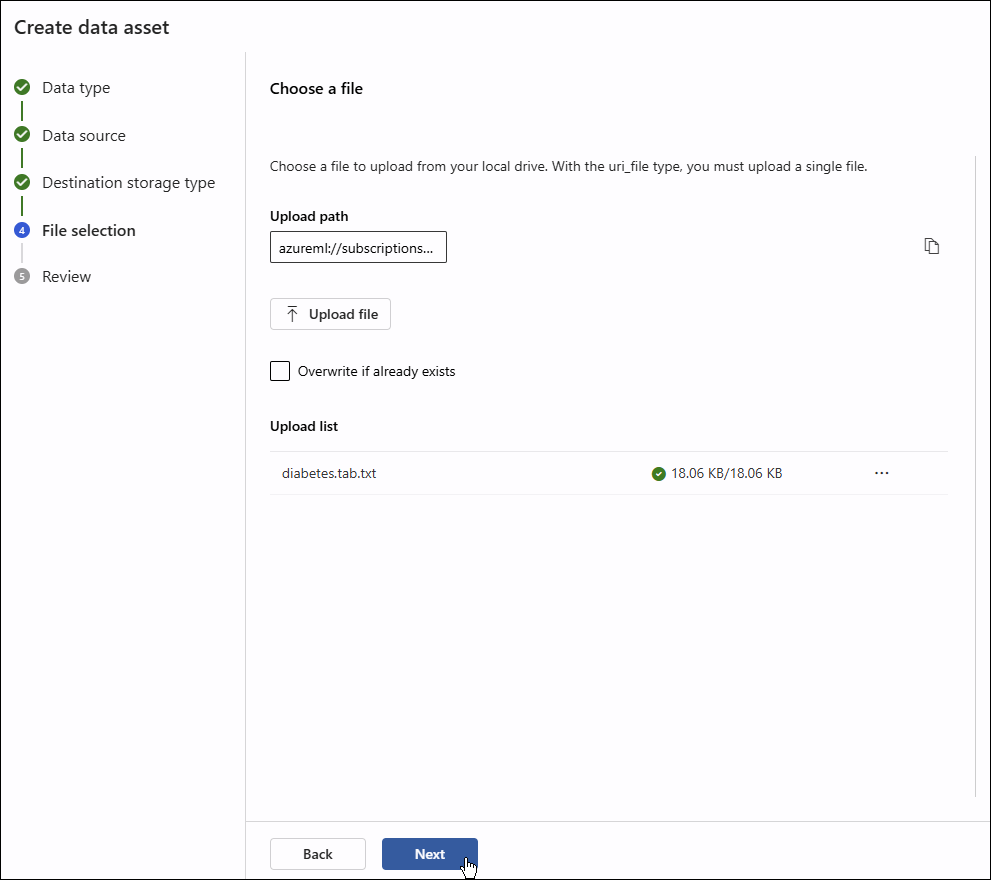 Create data asset
Data type
Data source
Destination storage type
4 File selection
5 Review
Choose a file
Choose a file to upload from your local drive. With the uri_file type, you must upload a single file.
Upload path
azureml://subscriptions...
Upload file
Overwrite if already exists
Upload list
diabetes.tab.txt 18.06 KB/18.06 KB ...
Back Next